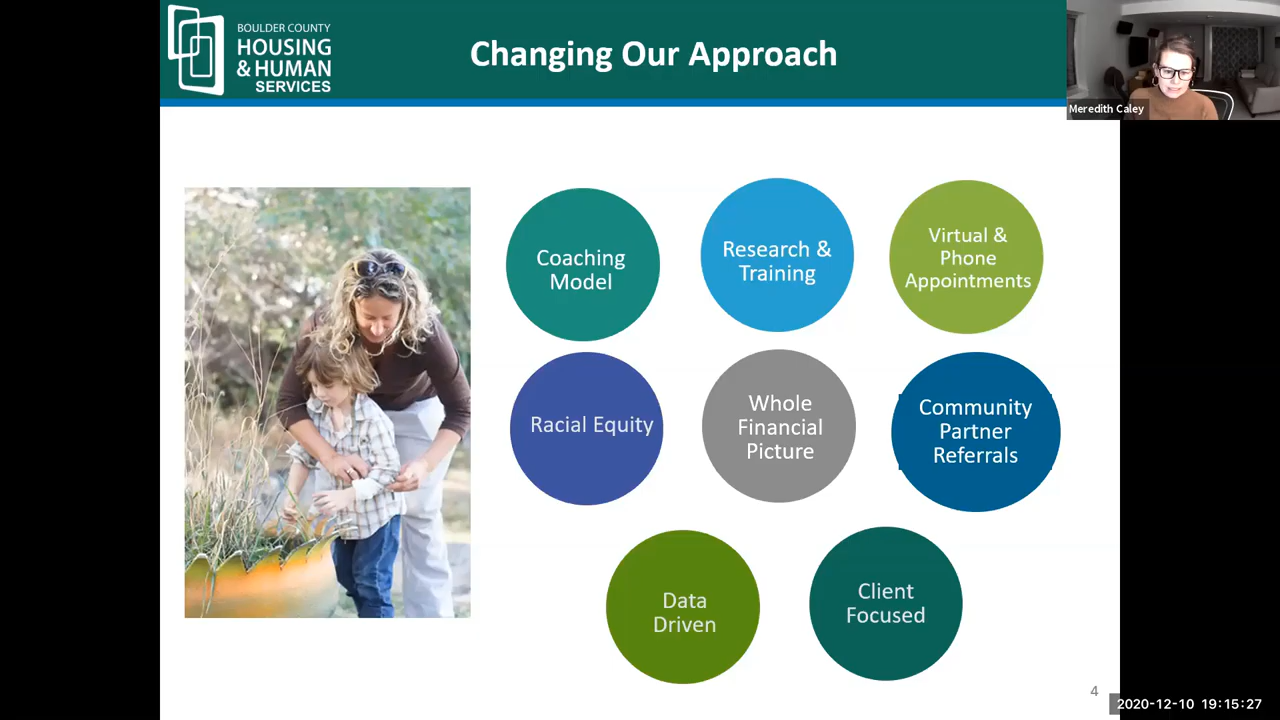 BOULDER COUNTY
HOUSING
& HUMAN
SERVICES
Changing Our Approach
Meredith Caley
Coaching
Model
Research &
Training
Virtual &
Phone
Appointments
Racial Equity
Whole
Financial
Picture
Community
Partner
Referrals
Data
Driven
Client
Focused
4
2020-12-10 19:15:27